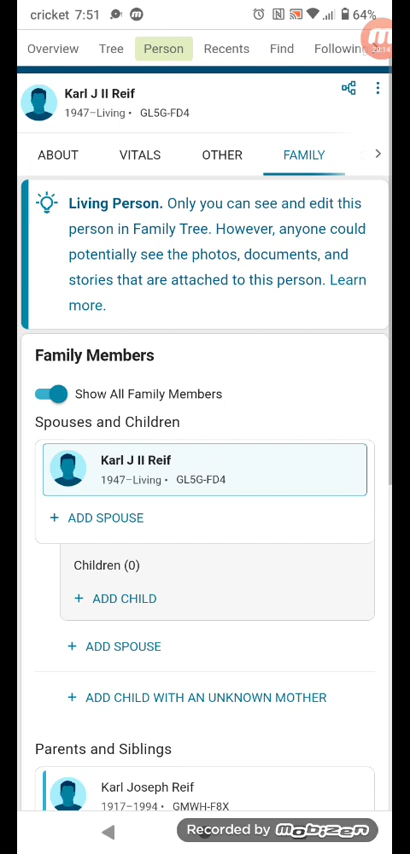 cricket 7:51 64%
Overview Tree Person Recents Find Followin
20:14
Karl J II Reif
1947–Living • GL5G-FD4
ABOUT VITALS OTHER FAMILY
Living Person. Only you can see and edit this
person in Family Tree. However, anyone could
potentially see the photos, documents, and
stories that are attached to this person. Learn
more.
Family Members
Show All Family Members
Spouses and Children
Karl J II Reif
1947–Living • GL5G-FD4
+ ADD SPOUSE
Children (0)
+ ADD CHILD
+ ADD SPOUSE
+ ADD CHILD WITH AN UNKNOWN MOTHER
Parents and Siblings
Karl Joseph Reif
1917–1994 • GMWH-F8X
Recorded by mobizen